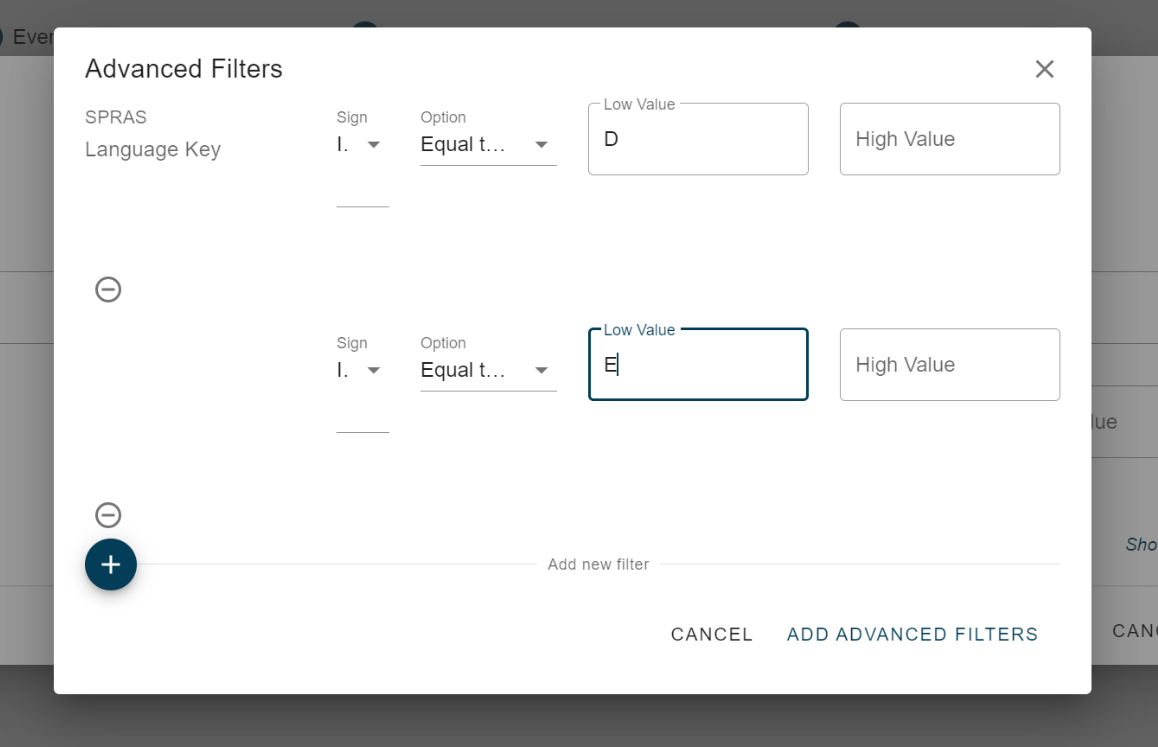 Even
Advanced Filters
SPRAS
Language Key
Sign
I.
Option
Equal t...
Low Value
D
High Value
Sign
I.
Option
Equal t...
Low Value
E
High Value
lue
Sho
Add new filter
CANCEL
ADD ADVANCED FILTERS
CANC